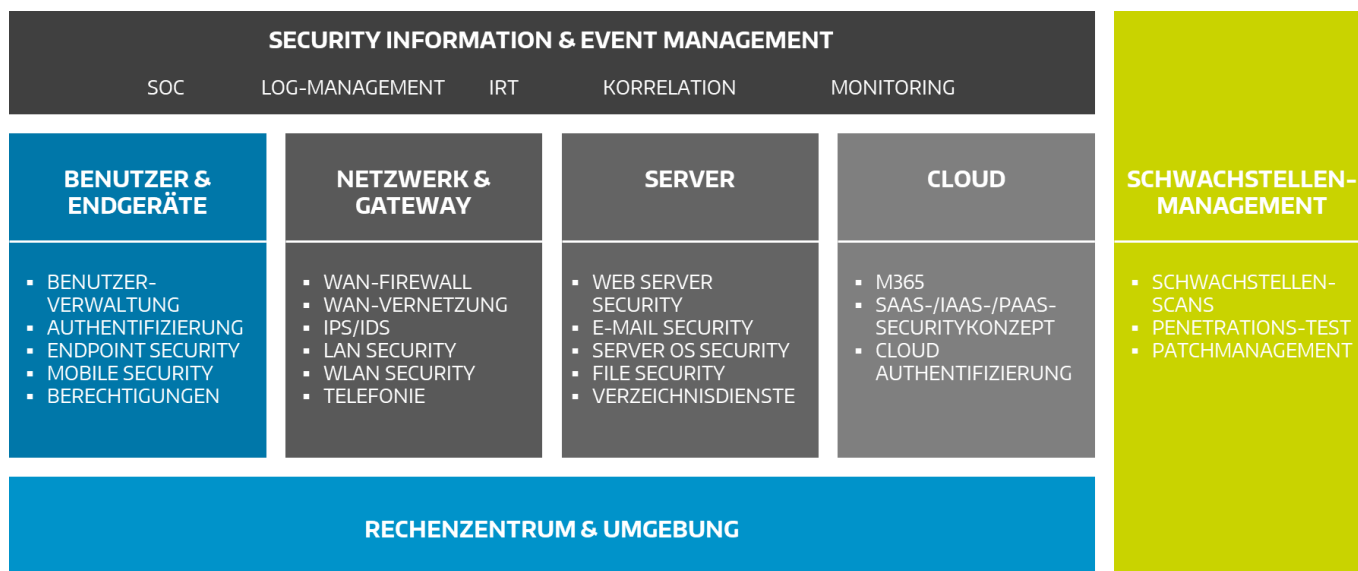 SECURITY INFORMATION & EVENT MANAGEMENT
SOC LOG-MANAGEMENT IRT KORRELATION MONITORING
BENUTZER &
ENDGERÄTE
▪ BENUTZER-
VERWALTUNG
▪ AUTHENTIFIZIERUNG
▪ ENDPOINT SECURITY
▪ MOBILE SECURITY
▪ BERECHTIGUNGEN
NETZWERK &
GATEWAY
▪ WAN-FIREWALL
▪ WAN-VERNETZUNG
▪ IPS/IDS
▪ LAN SECURITY
▪ WLAN SECURITY
▪ TELEFONIE
SERVER
▪ WEB SERVER
SECURITY
▪ E-MAIL SECURITY
▪ SERVER OS SECURITY
▪ FILE SECURITY
▪ VERZEICHNISDIENSTE
CLOUD
▪ M365
▪ SAAS-/IAAS-/PAAS-
SECURITYKONZEPT
▪ CLOUD
AUTHENTIFIZIERUNG
SCHWACHSTELLEN-
MANAGEMENT
▪ SCHWACHSTELLEN-
SCANS
▪ PENETRATIONS-TEST
▪ PATCHMANAGEMENT
RECHENZENTRUM & UMGEBUNG